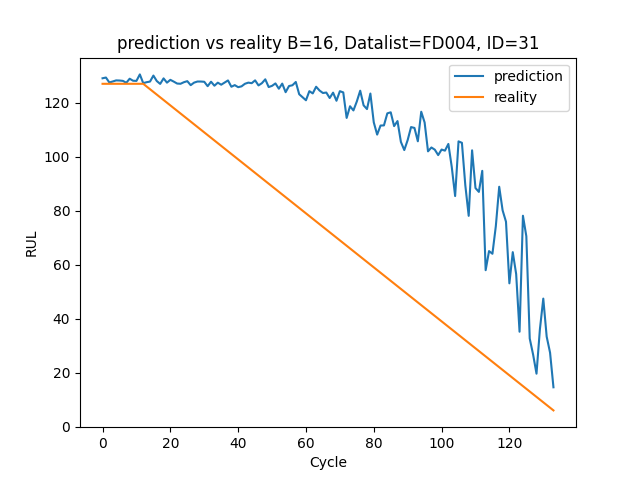 prediction vs reality B=16, Datalist=FD004, ID=31
prediction
reality
RUL
120
100
80
60
40
20
0
0 20 40 60 80 100 120
Cycle